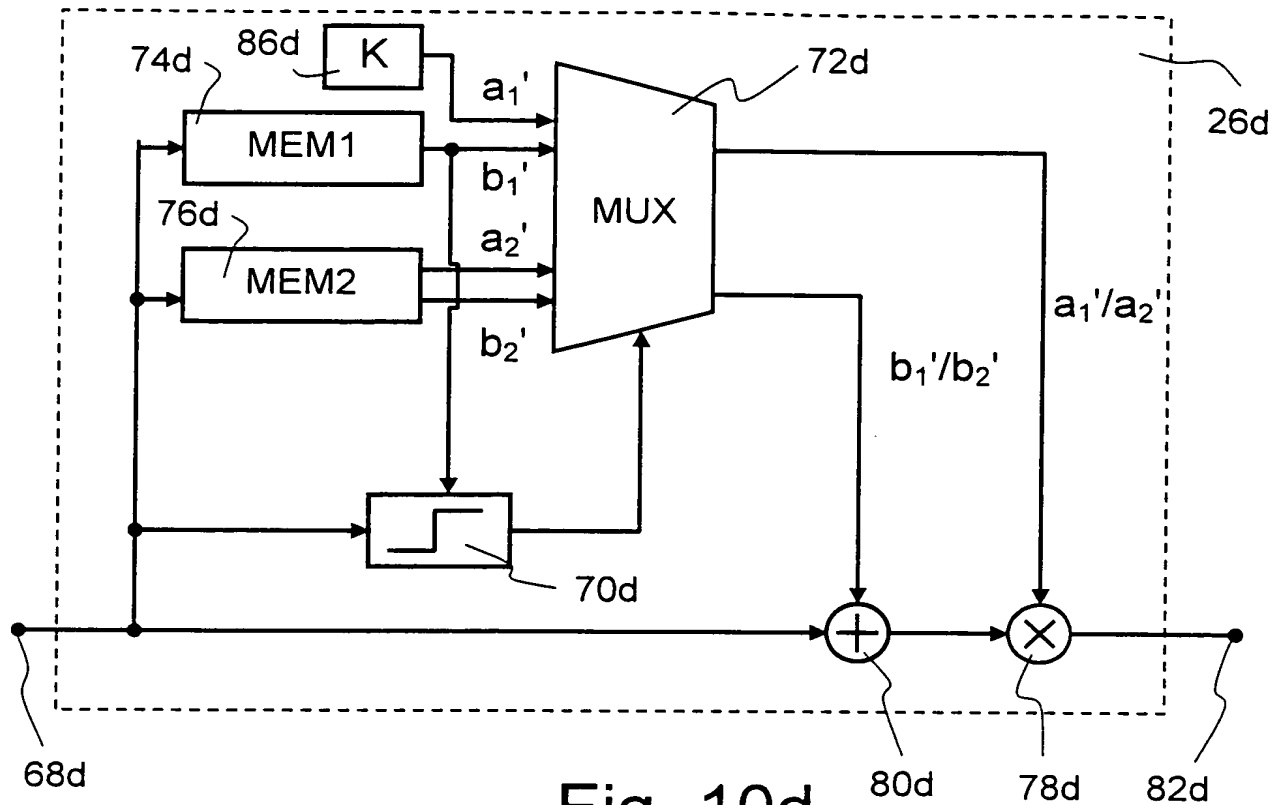 86d
K
72d
74d
a₁'
26d
MEM1
b₁'
76d
MUX
a₂'
MEM2
b₂'
a₁'/a₂'
b₁'/b₂'
70d
68d
80d
78d
82d
Fig. 10d